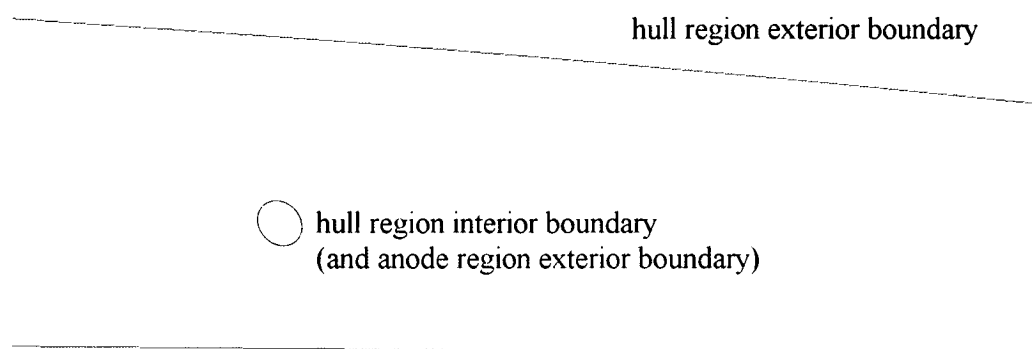 hull region exterior boundary
hull region interior boundary
(and anode region exterior boundary)